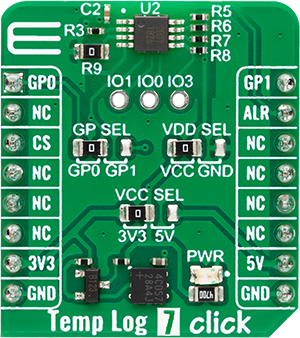 C2 U2
R3 R5
R6
R7
R9 R8
IO1 IO0 IO3
GP0 GP1
NC ALR
CS NC
NC NC
NC NC
NC NC
3V3 5V
GND GND
GP SEL VDD SEL
GP0 GP1 VCC GND
VCC SEL
3V3 5V
PWR
Temp Log 7 click